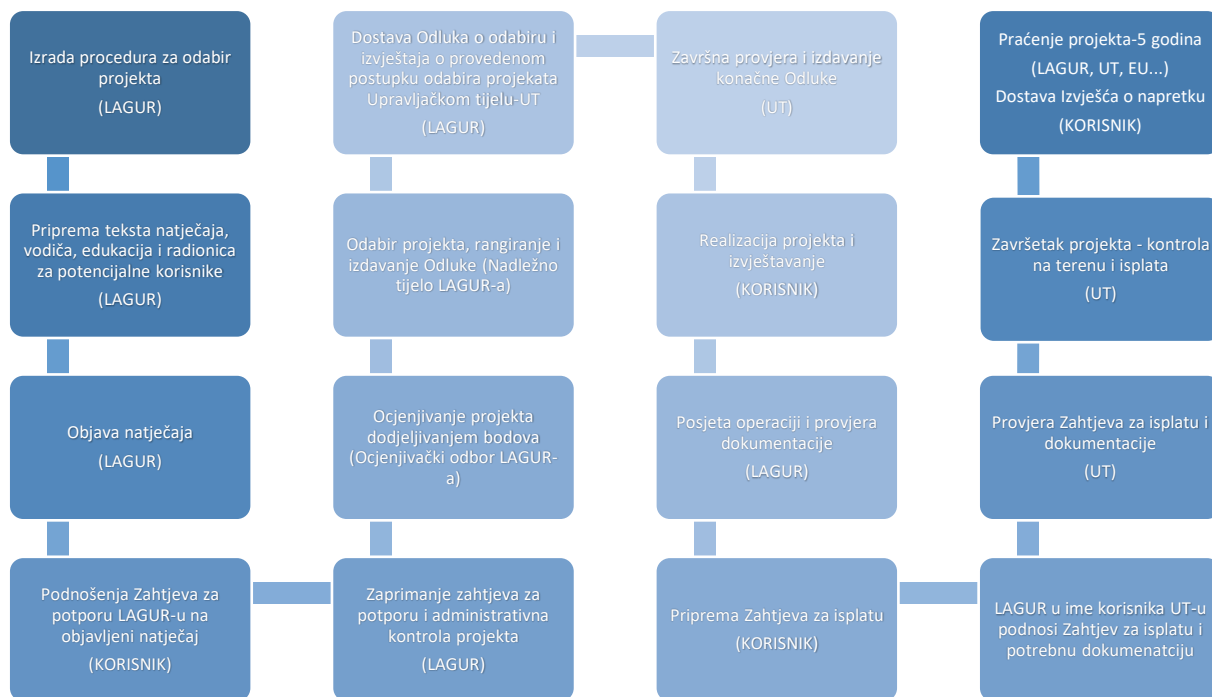 Izrada procedura za odabir
projekta
(LAGUR)
Priprema teksta natječaja,
vodiča, edukacija i radionica
za potencijalne korisnike
(LAGUR)
Objava natječaja
(LAGUR)
Podnošenja Zahtjeva za
potporu LAGUR-u na
objavljeni natječaj
(KORISNIK)
Zaprimanje zahtjeva za
potporu i administrativna
kontrola projekta
(LAGUR)
Ocjenjivanje projekta
dodjeljivanjem bodova
(Ocjenjivački odbor LAGUR-
a)
Odabir projekta, rangiranje i
izdavanje Odluke (Nadležno
tijelo LAGUR-a)
Dostava Odluka o odabiru i
izvještaja o provedenom
postupku odabira projekata
Upravljačkom tijelu-UT
(LAGUR)
Završna provjera i izdavanje
konačne Odluke
(UT)
Realizacija projekta i
izvještavanje
(KORISNIK)
Posjeta operaciji i provjera
dokumentacije
(LAGUR)
Priprema Zahtjeva za isplatu
(KORISNIK)
LAGUR u ime korisnika UT-u
podnosi Zahtjev za isplatu i
potrebnu dokumenatciju
Provjera Zahtjeva za isplatu i
dokumentacije
(UT)
Završetak projekta - kontrola
na terenu i isplata
(UT)
Praćenje projekta-5 godina
(LAGUR, UT, EU...)
Dostava Izvješća o napretku
(KORISNIK)